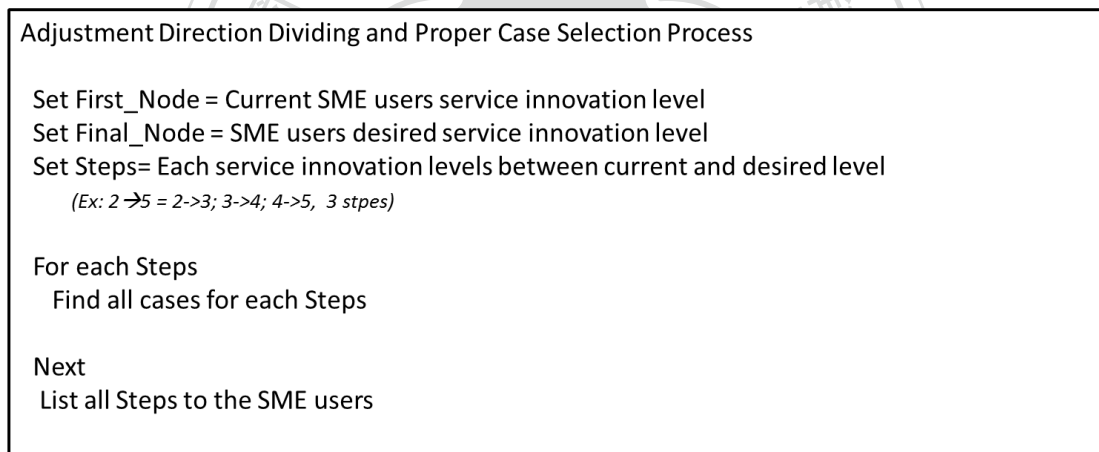 Adjustment Direction Dividing and Proper Case Selection Process
Set First_Node = Current SME users service innovation level
Set Final_Node = SME users desired service innovation level
Set Steps= Each service innovation levels between current and desired level
(Ex: 2→5 = 2->3; 3->4; 4->5, 3 stpes)
For each Steps
Find all cases for each Steps
Next
List all Steps to the SME users